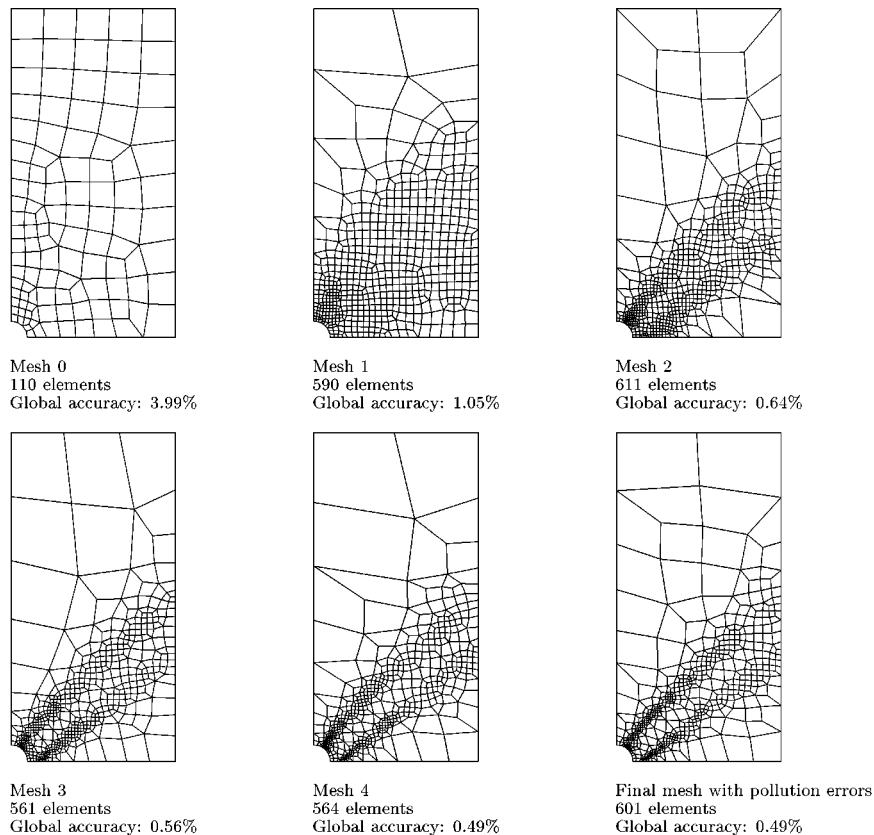 Mesh 0
110 elements
Global accuracy: 3.99%
Mesh 1
590 elements
Global accuracy: 1.05%
Mesh 2
611 elements
Global accuracy: 0.64%
Mesh 3
561 elements
Global accuracy: 0.56%
Mesh 4
564 elements
Global accuracy: 0.49%
Final mesh with pollution errors
601 elements
Global accuracy: 0.49%